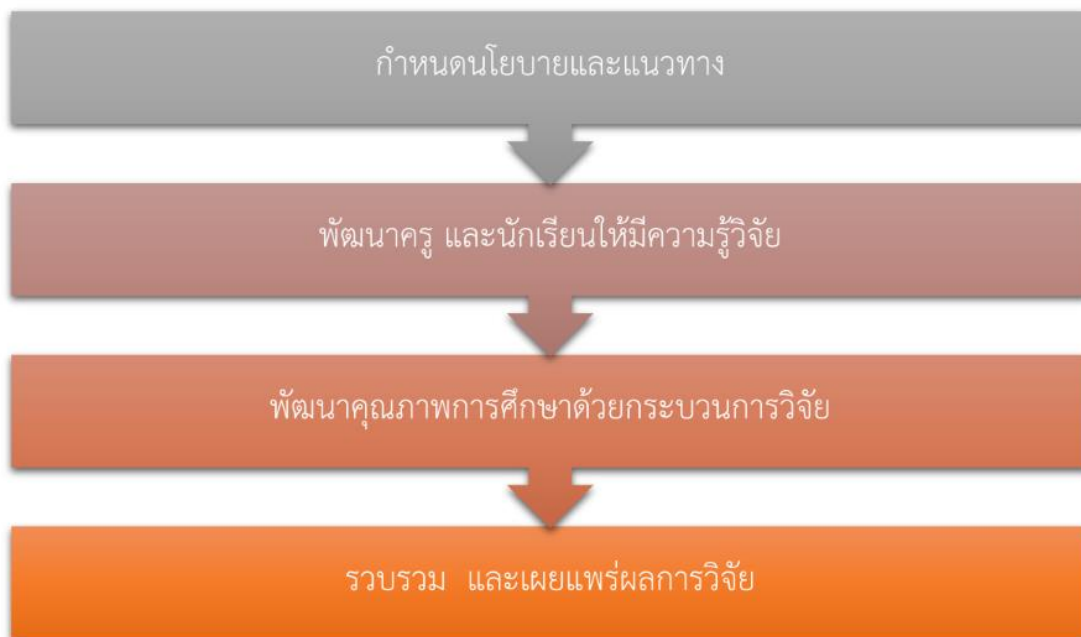 กำหนดนโยบายและแนวทาง
พัฒนาครู และนักเรียนให้มีความรู้วิจัย
พัฒนาคุณภาพการศึกษาด้วยกระบวนการวิจัย
รวบรวม และเผยแพร่ผลการวิจัย